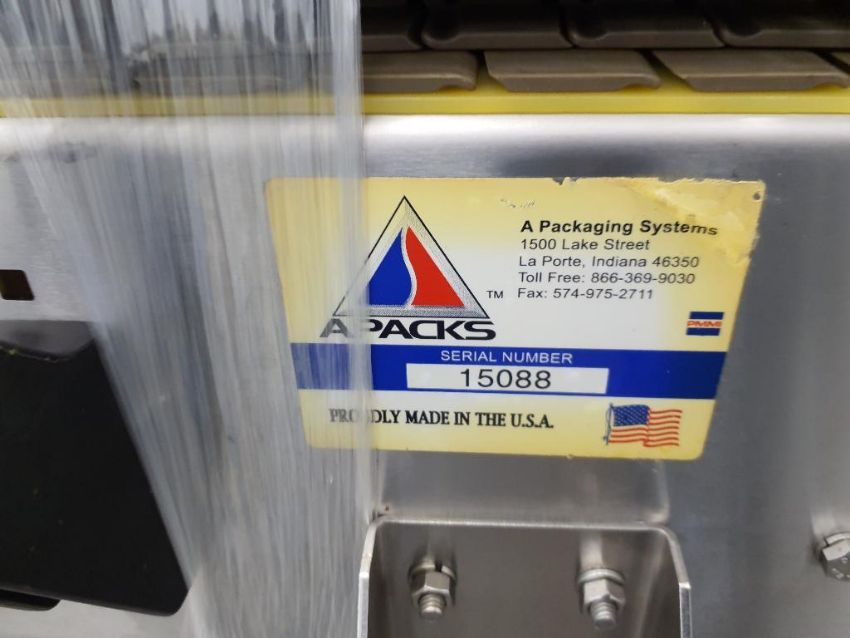 A Packaging Systems
1500 Lake Street
La Porte, Indiana 46350
Toll Free: 866-369-9030
Fax: 574-975-2711
TM
APACKS
PMMI
SERIAL NUMBER
15088
PROUDLY MADE IN THE U.S.A.